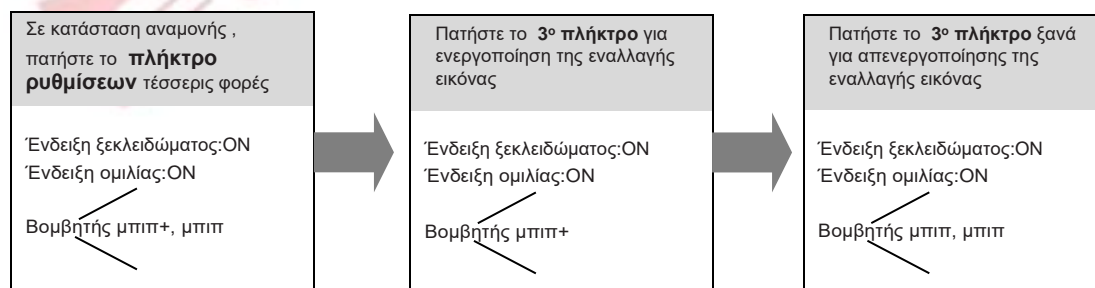 Σε κατάσταση αναμονής ,
πατήστε το πλήκτρο
ρυθμίσεων τέσσερις φορές
Ένδειξη ξεκλειδώματος:ON
Ένδειξη ομιλίας:ON
Βομβητής μπιπ+, μπιπ
Πατήστε το 3ο πλήκτρο για
ενεργοποίηση της εναλλαγής
εικόνας
Ένδειξη ξεκλειδώματος:ON
Ένδειξη ομιλίας:ON
Βομβητής μπιπ+
Πατήστε το 3ο πλήκτρο ξανά
για απενεργοποίησης της
εναλλαγής εικόνας
Ένδειξη ξεκλειδώματος:ON
Ένδειξη ομιλίας:ON
Βομβητής μπιπ, μπιπ